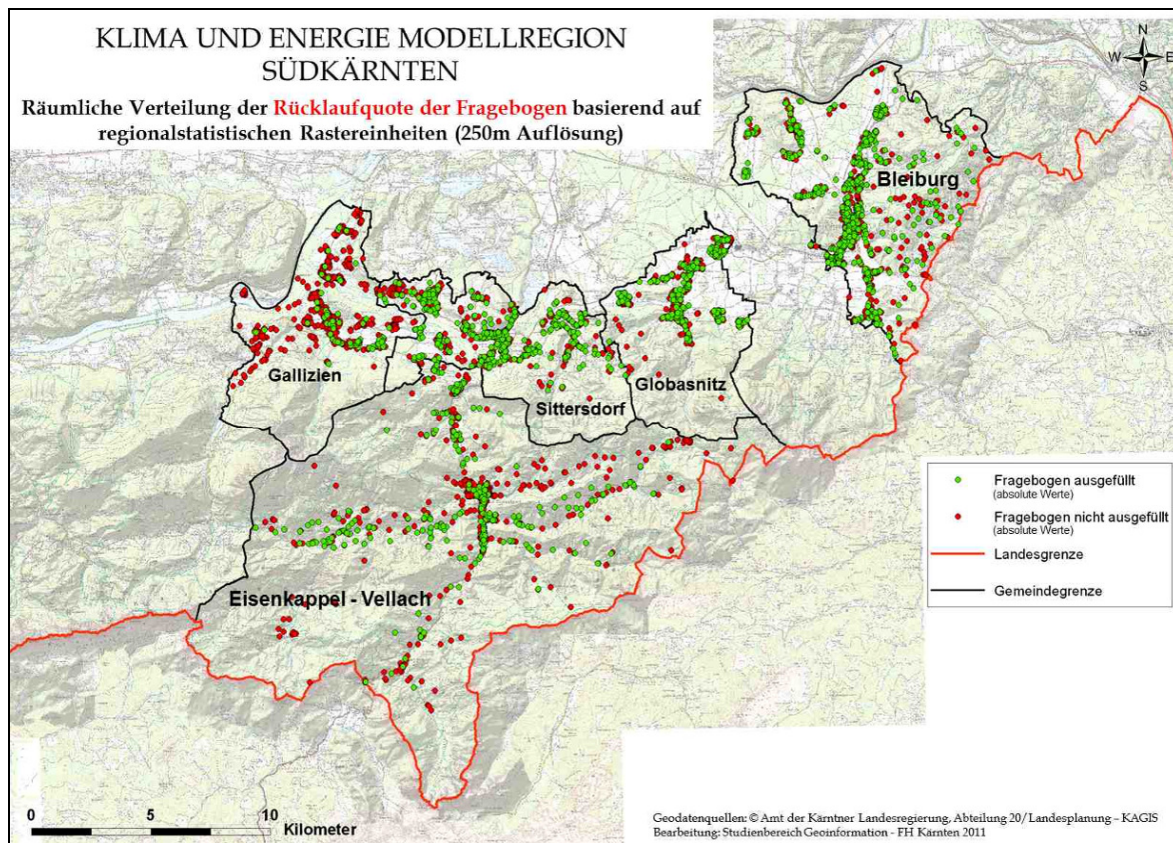 KLIMA UND ENERGIE MODELLREGION
SÜDKÄRNTEN
Räumliche Verteilung der Rücklaufquote der Fragebogen basierend auf
regionalstatistischen Rastereinheiten (250m Auflösung)
N
W E
S
Bleiburg
Gallizien
Globasnitz
Sittersdorf
Eisenkappel - Vellach
Fragebogen ausgefüllt
(absolute Werte)
Fragebogen nicht ausgefüllt
(absolute Werte)
Landesgrenze
Gemeindegrenze
0 5 10
Kilometer
Geodatenquellen: © Amt der Kärntner Landesregierung, Abteilung 20/Landesplanung – KAGIS
Bearbeitung: Studienbereich Geoinformation - FH Kärnten 2011